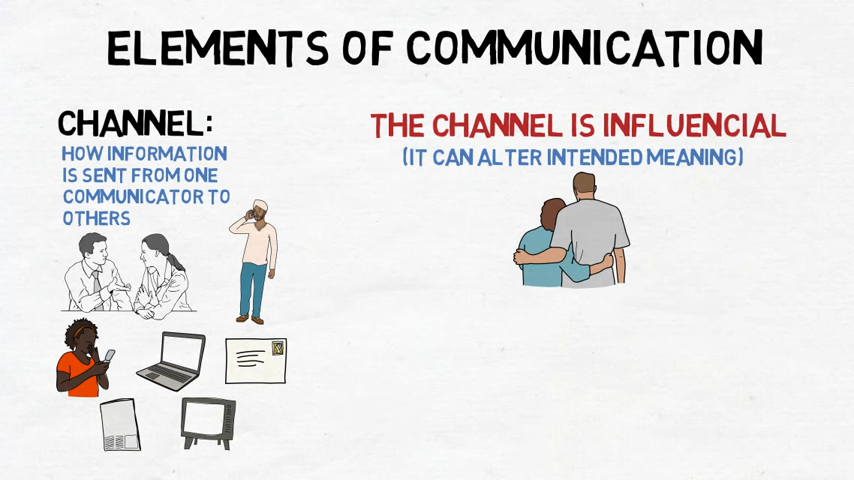 ELEMENTS OF COMMUNICATION
CHANNEL:
HOW INFORMATION
IS SENT FROM ONE
COMMUNICATOR TO
OTHERS
THE CHANNEL IS INFLUENCIAL
(IT CAN ALTER INTENDED MEANING)